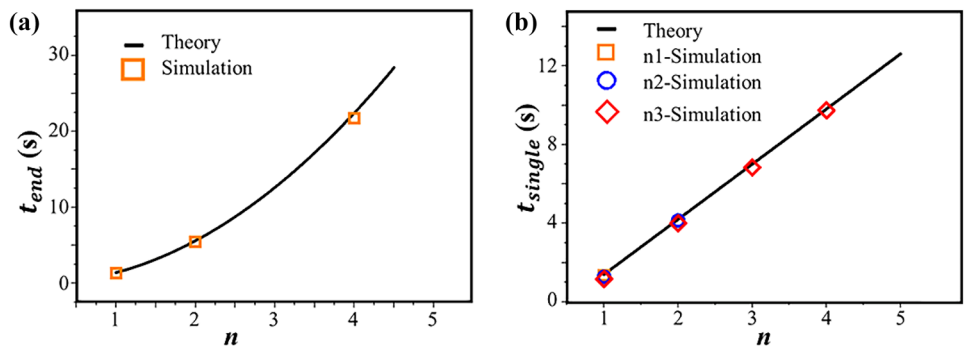 (a)
Theory
Simulation
30
20
10
0
t_end (s)
1 2 3 4 5
n
(b)
Theory
n1-Simulation
n2-Simulation
n3-Simulation
12
8
4
0
t_single (s)
1 2 3 4 5
n